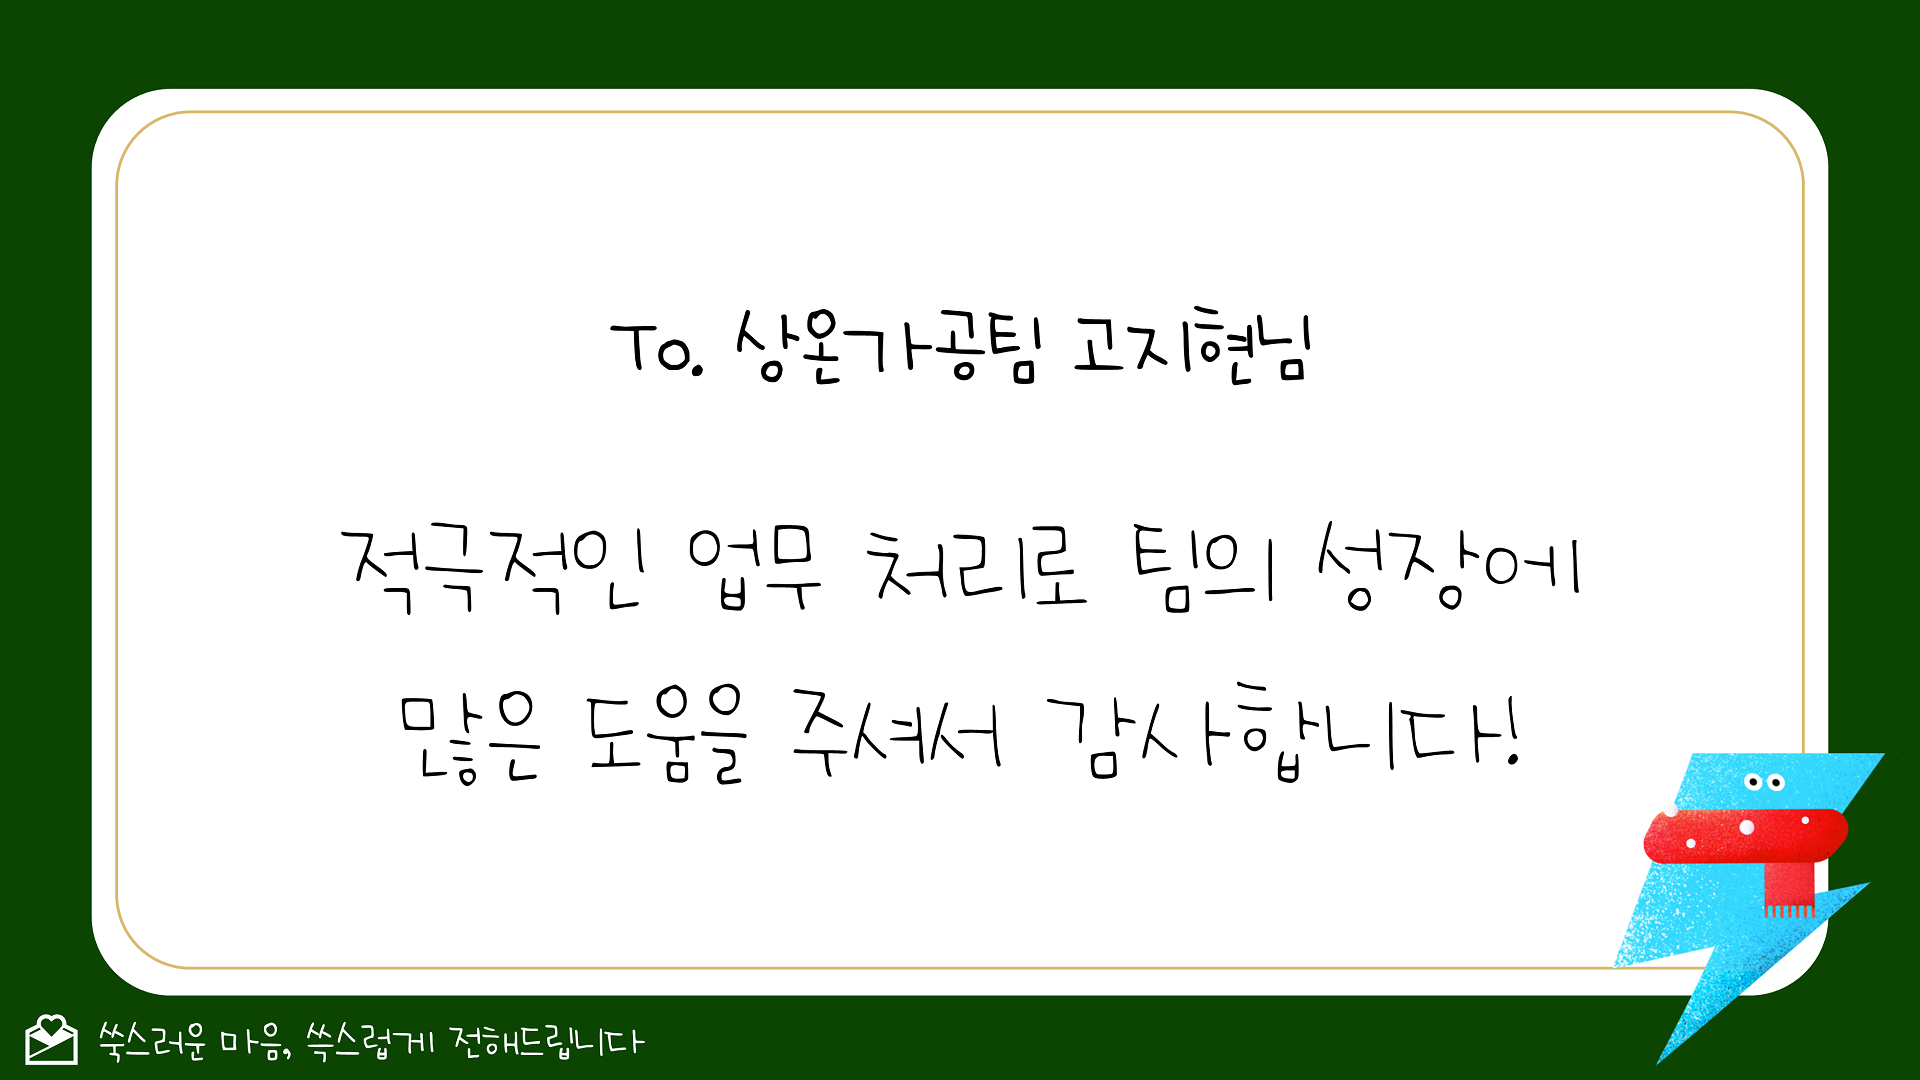 To. 상온가공팀 고지현님
적극적인 업무 처리로 팀의 성장에
많은 도움을 주셔서 감사합니다!
쑥스러운 마음, 쓱스럽게 전해드립니다